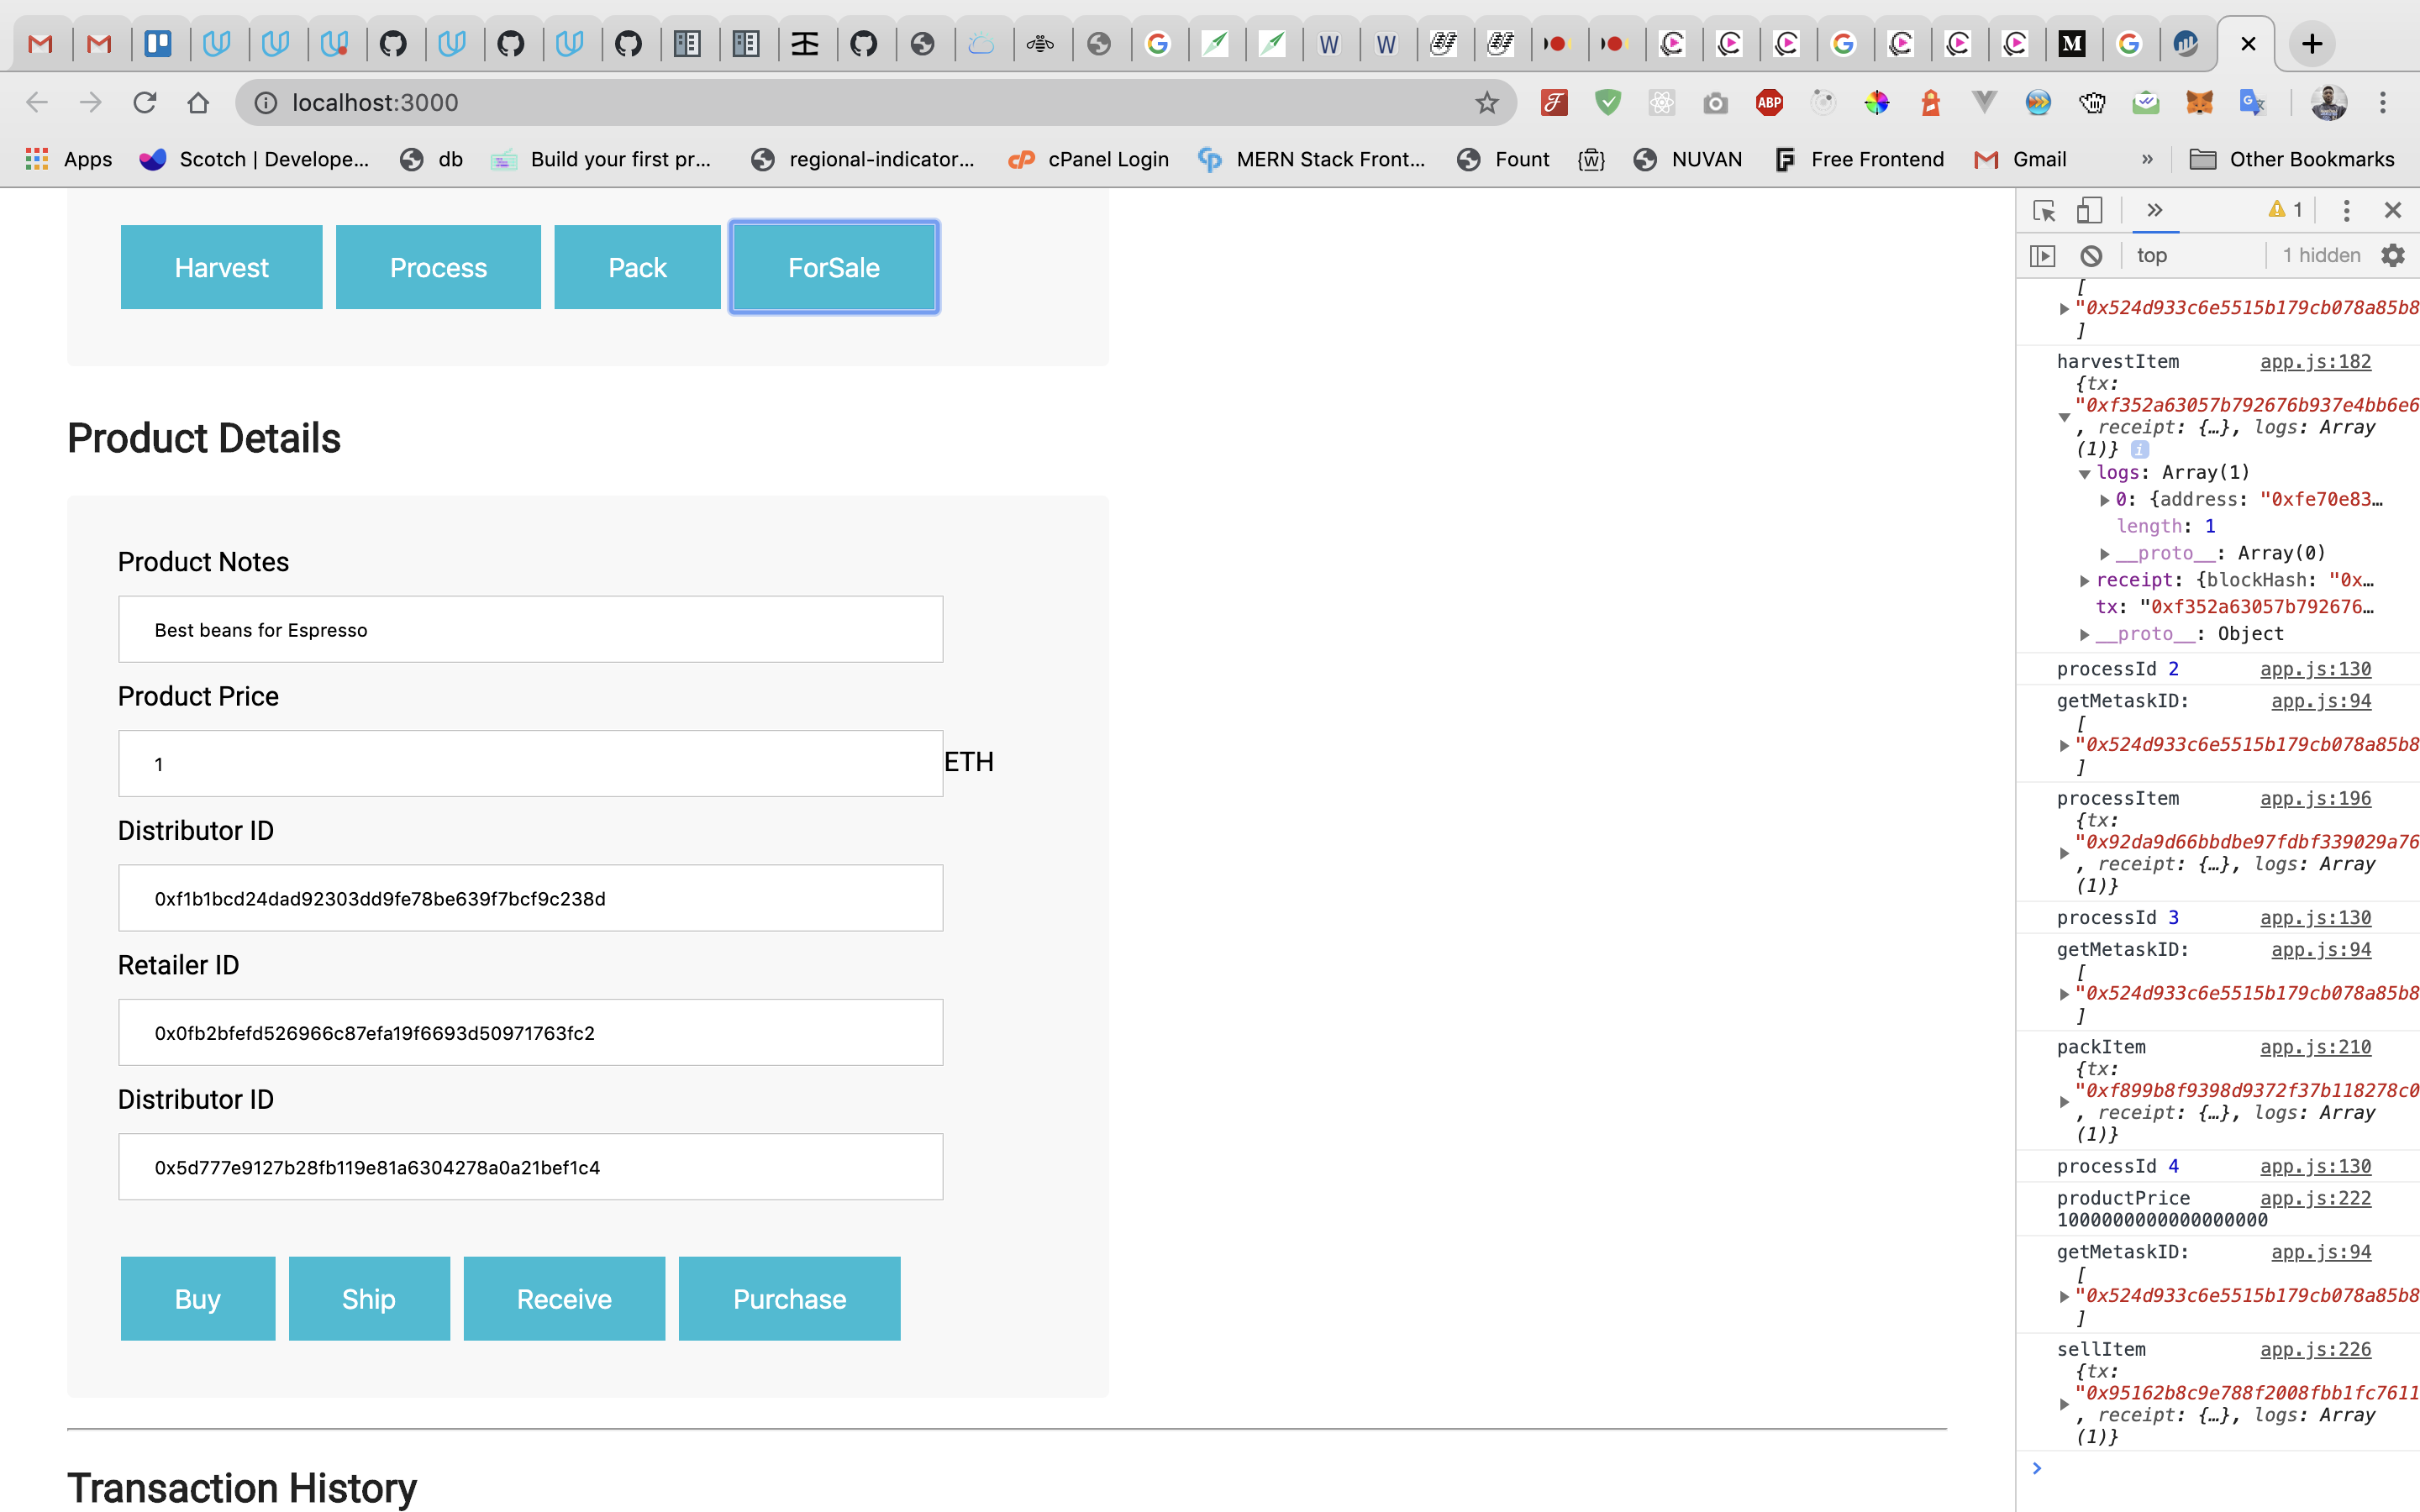 localhost:3000
ABP
Apps
Scotch | Develope...
db
Build your first pr...
regional-indicator...
cPanel Login
MERN Stack Front...
Fount
NUVAN
Free Frontend
Gmail
»
Other Bookmarks
Harvest
Process
Pack
ForSale
Product Details
Product Notes
Best beans for Espresso
Product Price
1
ETH
Distributor ID
0xf1b1bcd24dad92303dd9fe78be639f7bcf9c238d
Retailer ID
0x0fb2bfefd526966c87efa19f6693d50971763fc2
Distributor ID
0x5d777e9127b28fb119e81a6304278a0a21bef1c4
Buy
Ship
Receive
Purchase
Transaction History
» 1
top 1 hidden
[
"0x524d933c6e5515b179cb078a85b8
]
harvestItem app.js:182
{tx:
"0xf352a63057b792676b937e4bb6e6
, receipt: {…}, logs: Array
(1)} i
logs: Array(1)
0: {address: "0xfe70e83…
length: 1
__proto__: Array(0)
receipt: {blockHash: "0x…
tx: "0xf352a63057b792676…
__proto__: Object
processId 2 app.js:130
getMetaskID: app.js:94
[
"0x524d933c6e5515b179cb078a85b8
]
processItem app.js:196
{tx:
"0x92da9d66bbdbe97fdbf339029a76
, receipt: {…}, logs: Array
(1)}
processId 3 app.js:130
getMetaskID: app.js:94
[
"0x524d933c6e5515b179cb078a85b8
]
packItem app.js:210
{tx:
"0xf899b8f9398d9372f37b118278c0
, receipt: {…}, logs: Array
(1)}
processId 4 app.js:130
productPrice app.js:222
1000000000000000000
getMetaskID: app.js:94
[
"0x524d933c6e5515b179cb078a85b8
]
sellItem app.js:226
{tx:
"0x95162b8c9e788f2008fbb1fc7611
, receipt: {…}, logs: Array
(1)}